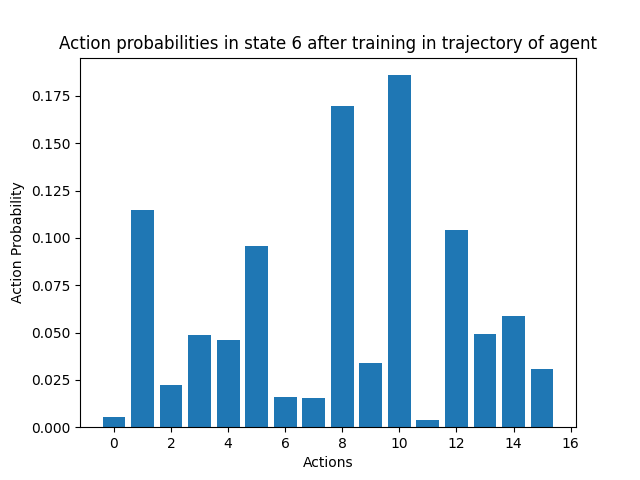 Action probabilities in state 6 after training in trajectory of agent
0.175
0.150
0.125
0.100
0.075
0.050
0.025
0.000
Action Probability
0 2 4 6 8 10 12 14 16
Actions